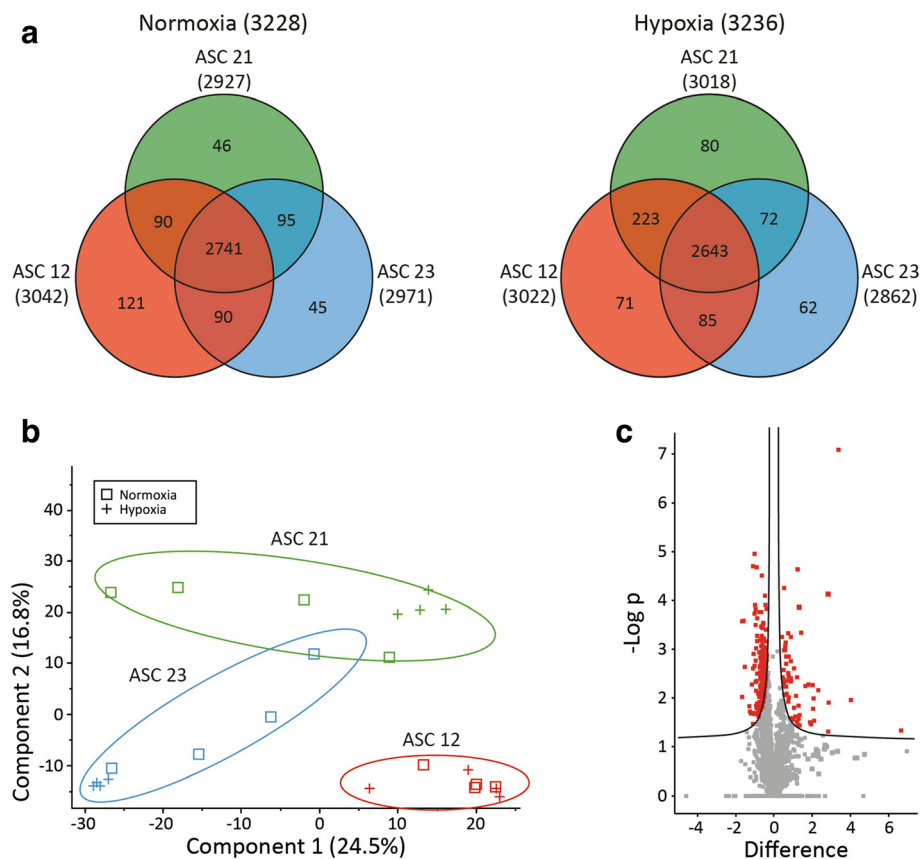 a
Normoxia (3228)
Hypoxia (3236)
ASC 21
(2927)
46
90
95
2741
ASC 12
(3042)
ASC 23
(2971)
121
90
45
ASC 21
(3018)
80
223
72
2643
ASC 12
(3022)
ASC 23
(2862)
71
85
62
b
Normoxia
Hypoxia
ASC 21
ASC 23
ASC 12
40
30
20
10
0
-10
Component 2 (16.8%)
-30
-20
-10
0
10
20
Component 1 (24.5%)
c
7
6
5
4
3
2
1
0
-Log p
-4
-2
0
2
4
6
Difference